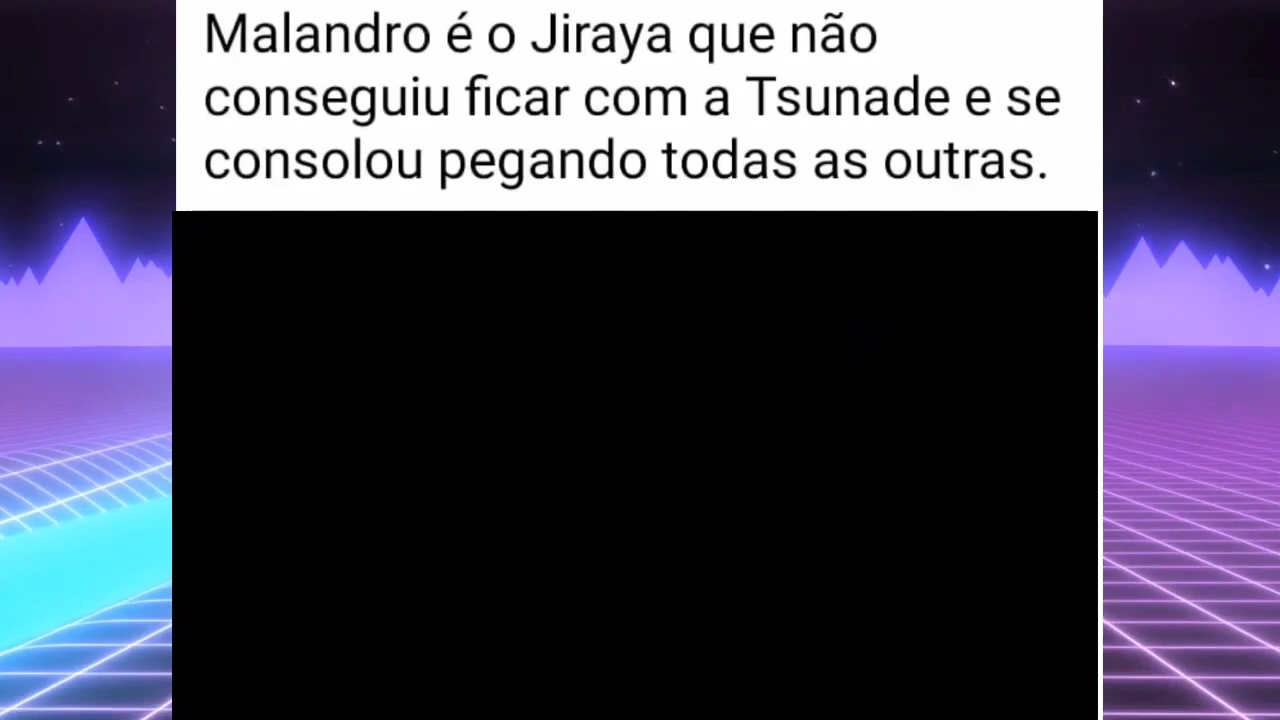 Malandro é o Jiraya que não
conseguiu ficar com a Tsunade e se
consolou pegando todas as outras.